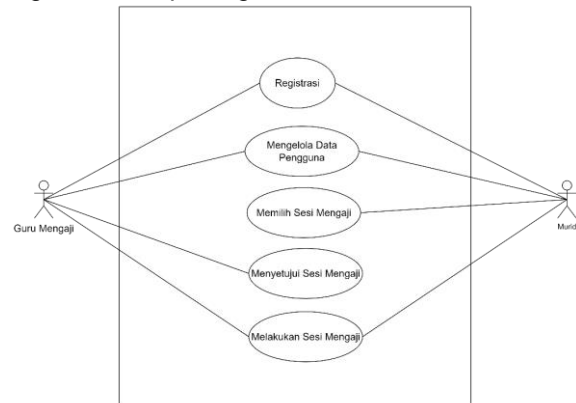 Registrasi
Mengelola Data
Pengguna
Memilih Sesi Mengaji
Guru Mengaji
Murid
Menyetujui Sesi Mengaji
Melakukan Sesi Mengaji